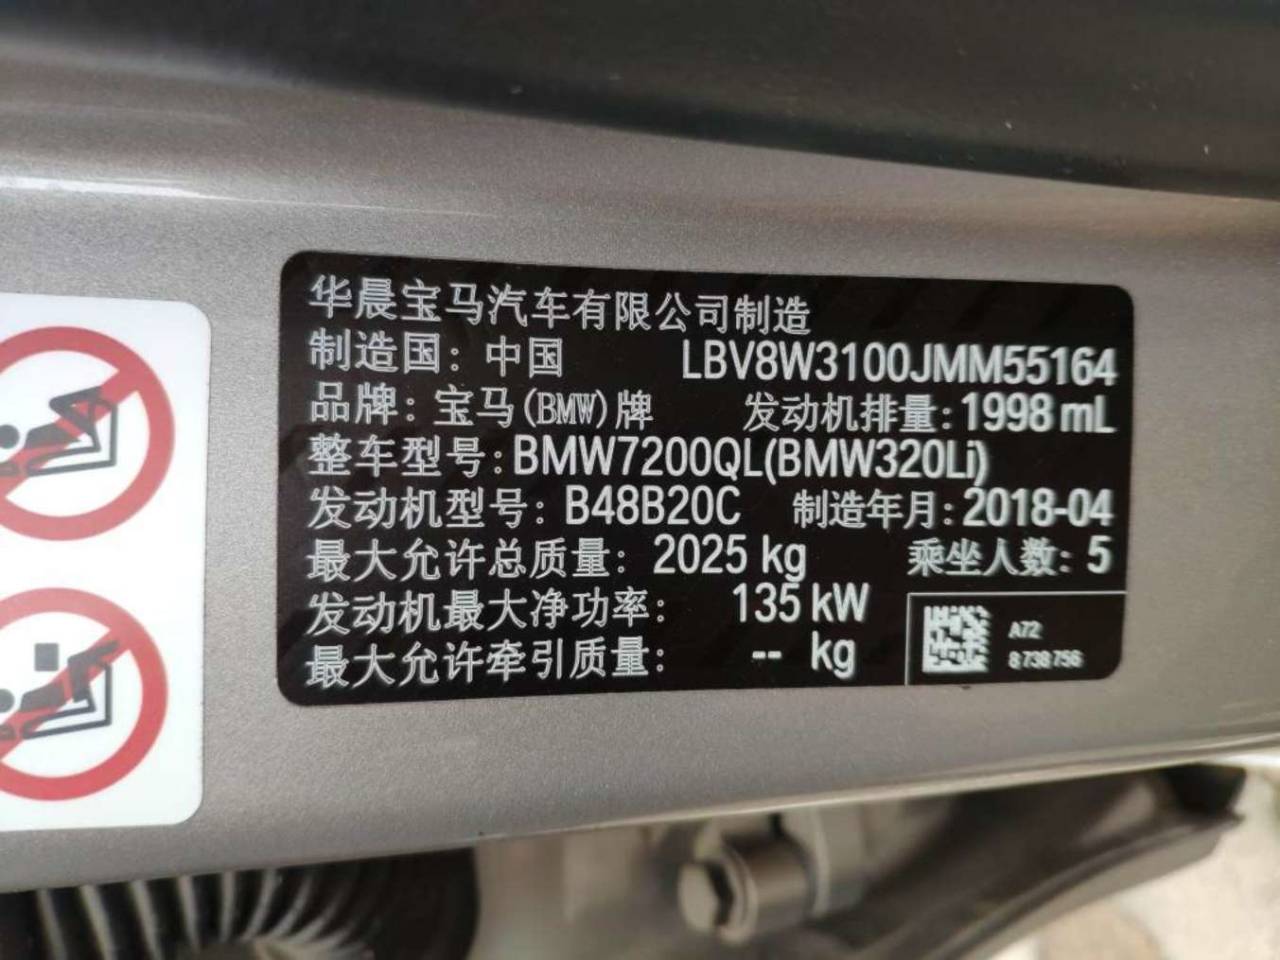 华晨宝马汽车有限公司制造
制造国：中国 LBV8W3100JMM55164
品牌：宝马(BMW)牌 发动机排量：1998 mL
整车型号：BMW7200QL(BMW320Li)
发动机型号：B48B20C 制造年月：2018-04
最大允许总质量：2025 kg 乘坐人数：5
发动机最大净功率：135 kW
最大允许牵引质量：-- kg
A72
8 738 756